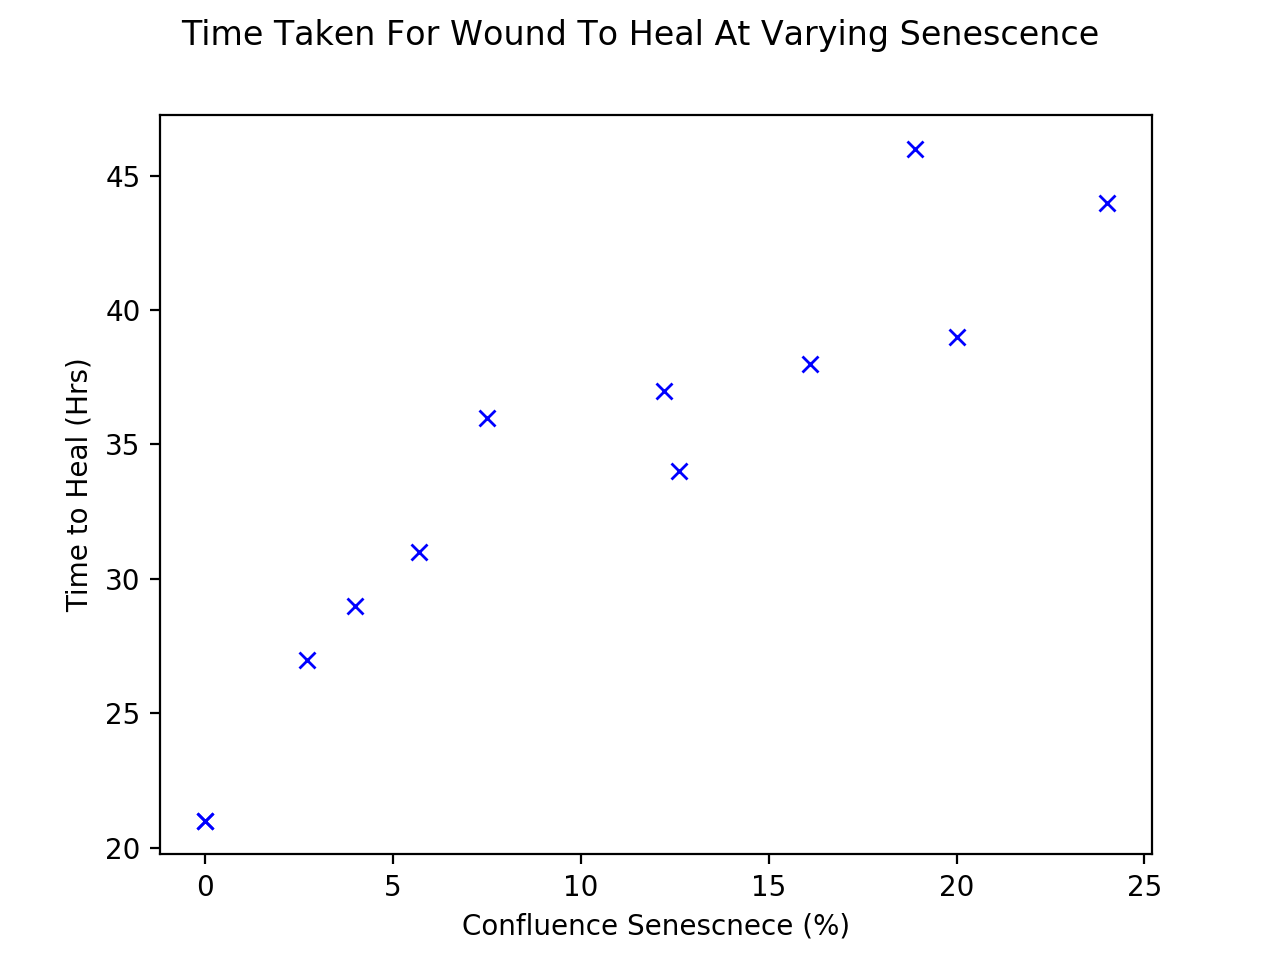 Time Taken For Wound To Heal At Varying Senescence
45
40
35
30
25
20
Time to Heal (Hrs)
0 5 10 15 20 25
Confluence Senescnece (%)